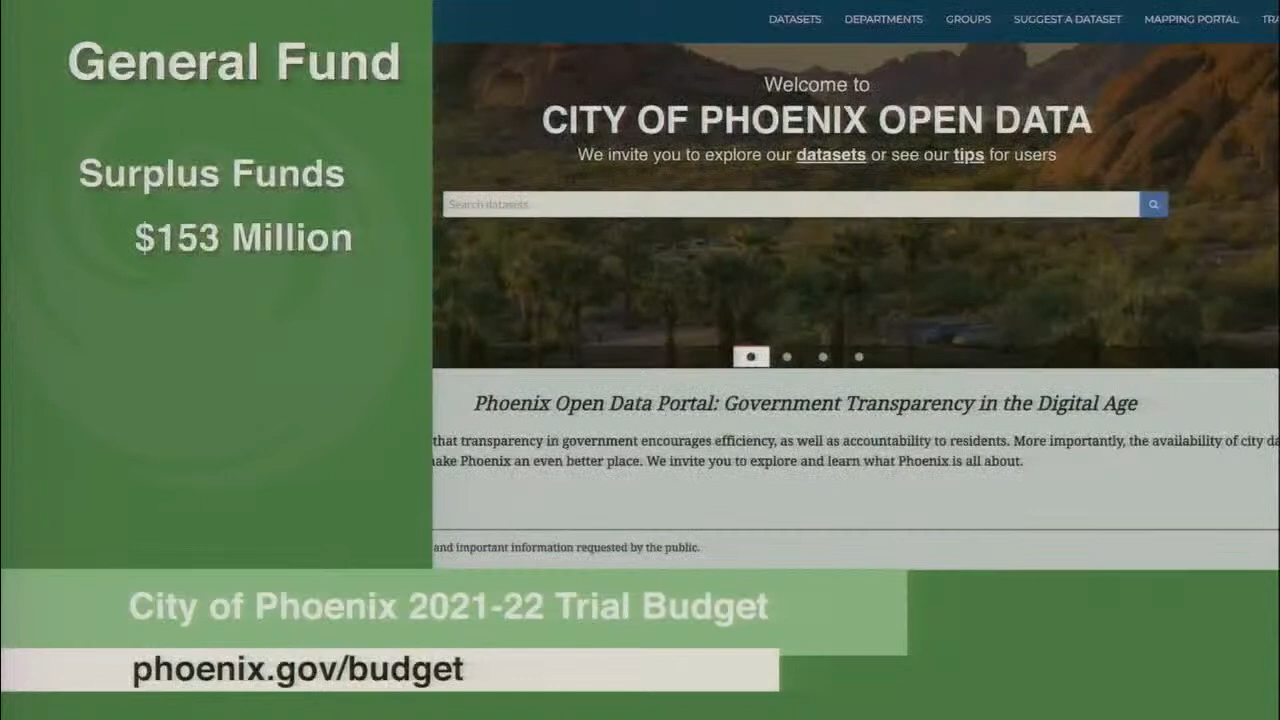 General Fund
Surplus Funds
$153 Million
DATASETS DEPARTMENTS GROUPS SUGGEST A DATASET MAPPING PORTAL
Welcome to
CITY OF PHOENIX OPEN DATA
We invite you to explore our datasets or see our tips for users
Search datasets
Phoenix Open Data Portal: Government Transparency in the Digital Age
that transparency in government encourages efficiency, as well as accountability to residents. More importantly, the availability of city
Phoenix an even better place. We invite you to explore and learn what Phoenix is all about.
and important information requested by the public.
City of Phoenix 2021-22 Trial Budget
phoenix.gov/budget